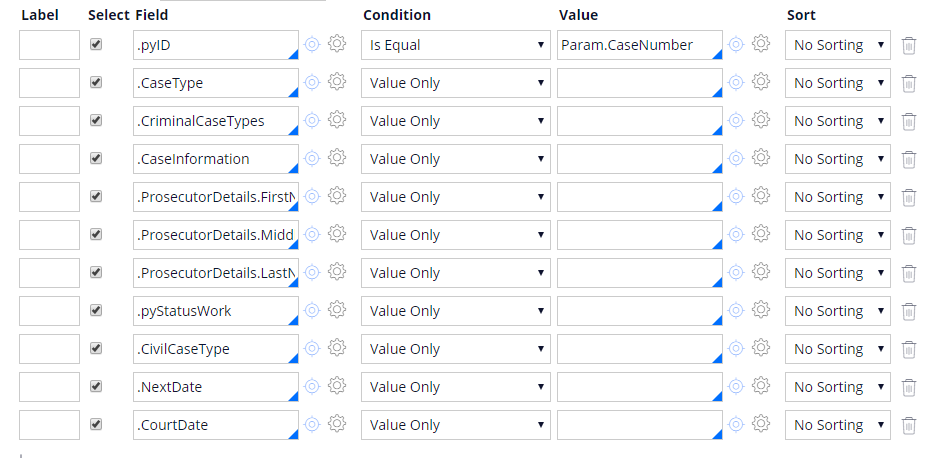 Label Select Field Condition Value Sort
.pyID Is Equal Param.CaseNumber No Sorting
.CaseType Value Only No Sorting
.CriminalCaseTypes Value Only No Sorting
.CaseInformation Value Only No Sorting
.ProsecutorDetails.FirstN Value Only No Sorting
.ProsecutorDetails.Midd Value Only No Sorting
.ProsecutorDetails.LastN Value Only No Sorting
.pyStatusWork Value Only No Sorting
.CivilCaseType Value Only No Sorting
.NextDate Value Only No Sorting
.CourtDate Value Only No Sorting